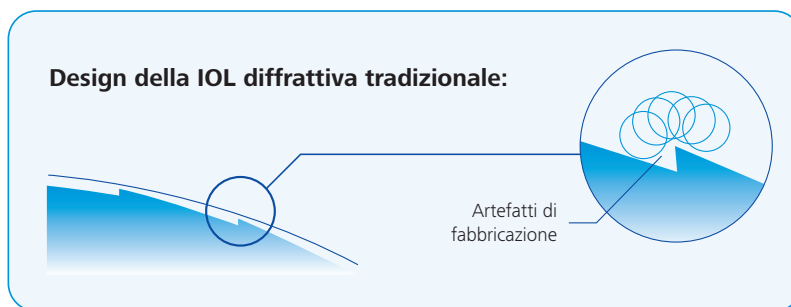 Design della IOL diffrattiva tradizionale:
Artefatti di
fabbricazione